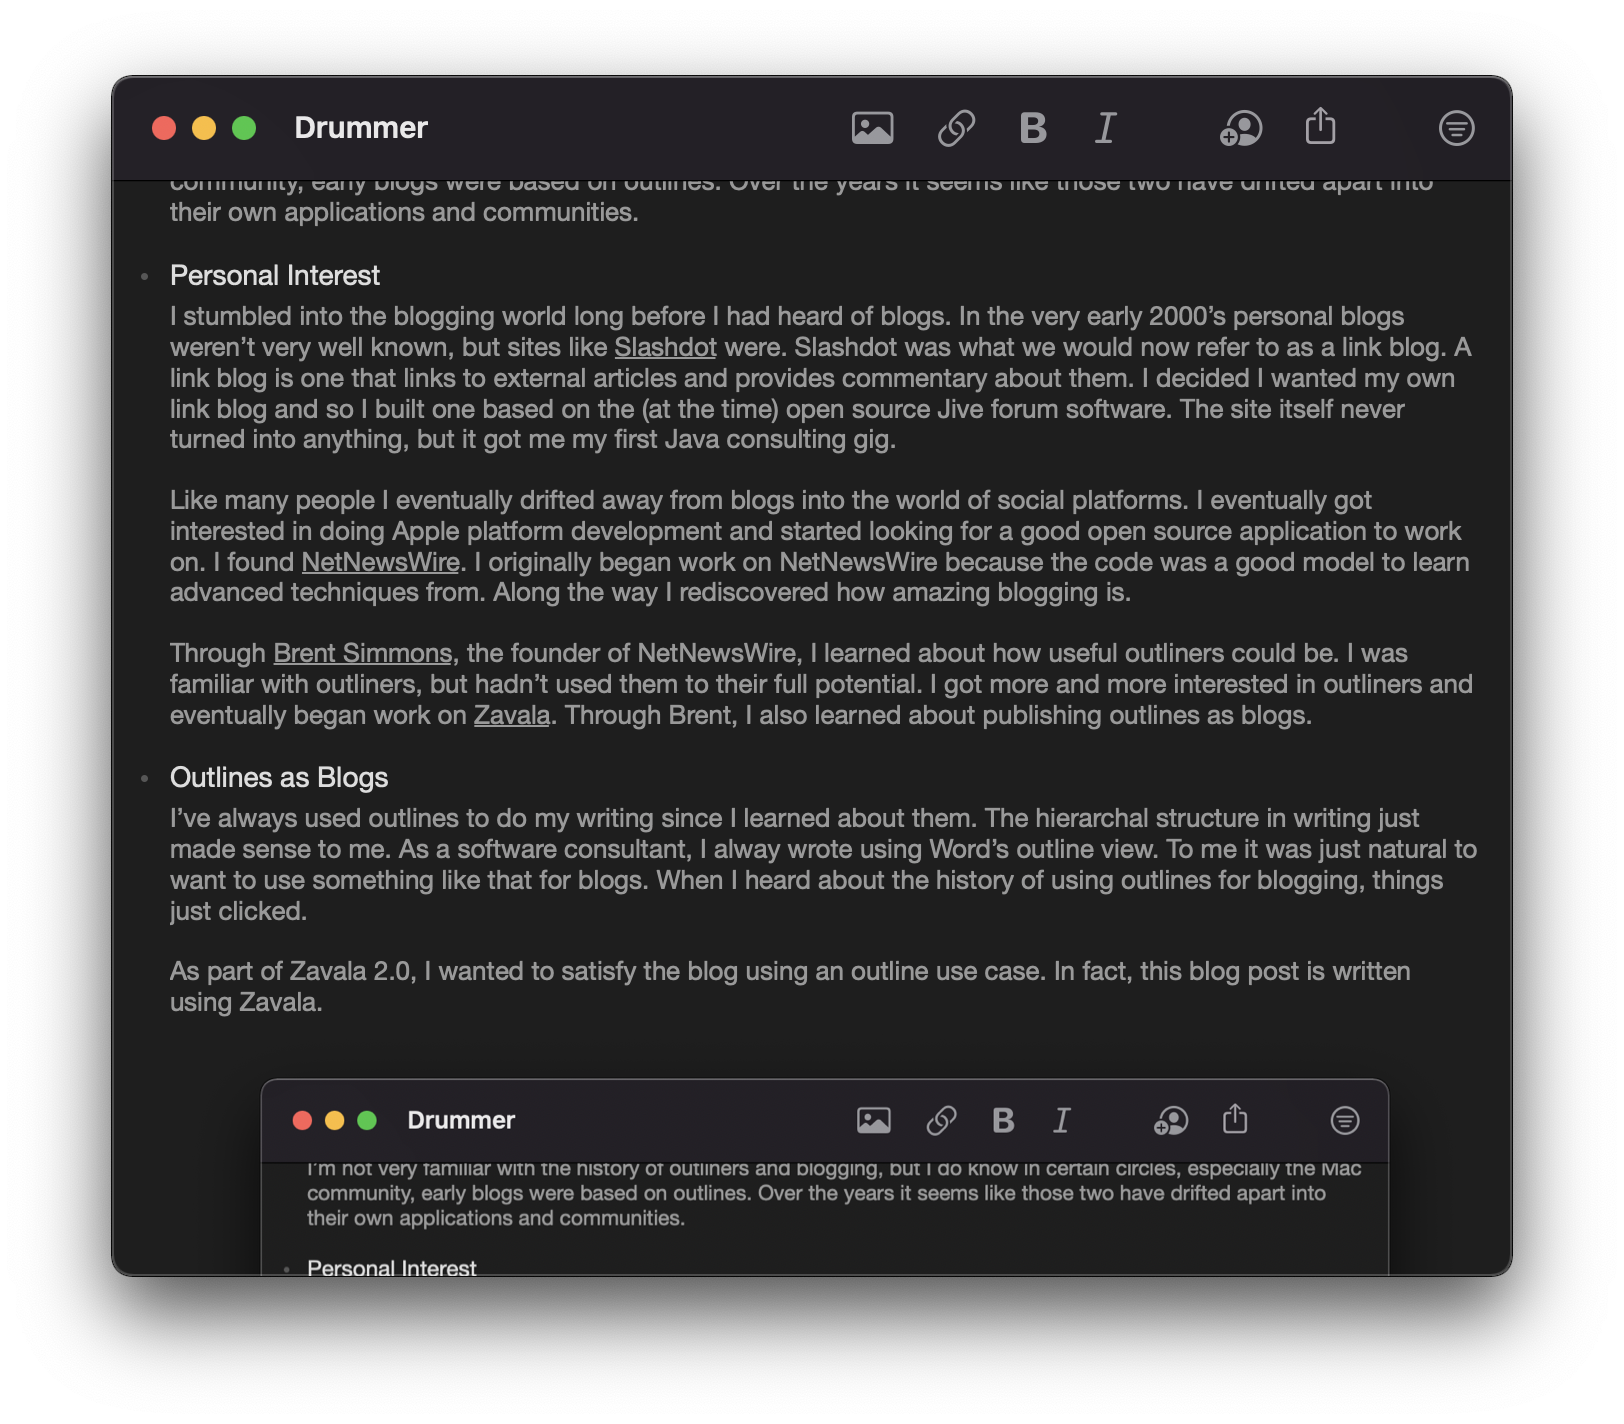 Drummer
B I
community, early blogs were based on outlines. Over the years it seems like those two have drifted apart into
their own applications and communities.
• Personal Interest
I stumbled into the blogging world long before I had heard of blogs. In the very early 2000’s personal blogs
weren’t very well known, but sites like Slashdot were. Slashdot was what we would now refer to as a link blog. A
link blog is one that links to external articles and provides commentary about them. I decided I wanted my own
link blog and so I built one based on the (at the time) open source Jive forum software. The site itself never
turned into anything, but it got me my first Java consulting gig.
Like many people I eventually drifted away from blogs into the world of social platforms. I eventually got
interested in doing Apple platform development and started looking for a good open source application to work
on. I found NetNewsWire. I originally began work on NetNewsWire because the code was a good model to learn
advanced techniques from. Along the way I rediscovered how amazing blogging is.
Through Brent Simmons, the founder of NetNewsWire, I learned about how useful outliners could be. I was
familiar with outliners, but hadn’t used them to their full potential. I got more and more interested in outliners and
eventually began work on Zavala. Through Brent, I also learned about publishing outlines as blogs.
• Outlines as Blogs
I’ve always used outlines to do my writing since I learned about them. The hierarchal structure in writing just
made sense to me. As a software consultant, I alway wrote using Word’s outline view. To me it was just natural to
want to use something like that for blogs. When I heard about the history of using outlines for blogging, things
just clicked.
As part of Zavala 2.0, I wanted to satisfy the blog using an outline use case. In fact, this blog post is written
using Zavala.
Drummer
B I
I’m not very familiar with the history of outliners and blogging, but I do know in certain circles, especially the Mac
community, early blogs were based on outlines. Over the years it seems like those two have drifted apart into
their own applications and communities.
• Personal Interest